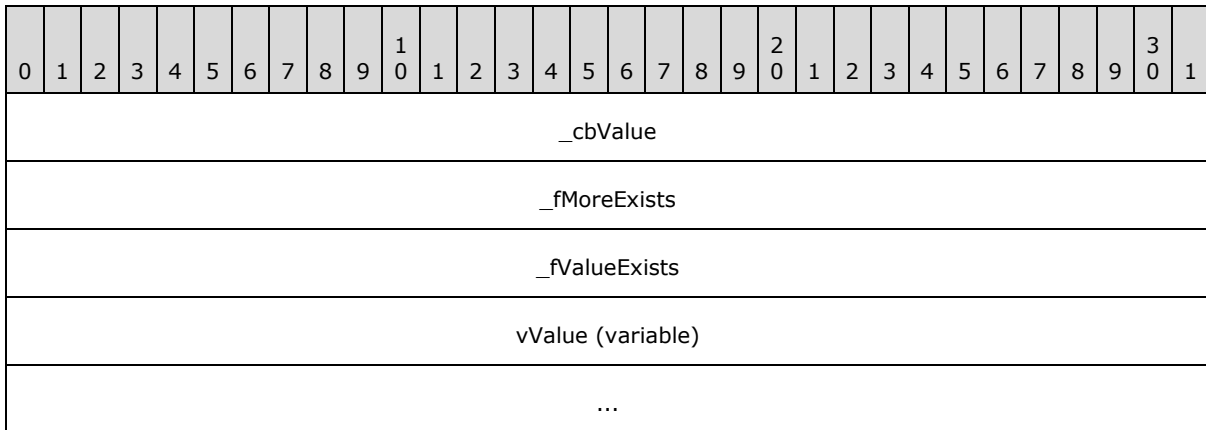 1 2 3
0 1 2 3 4 5 6 7 8 9 0 1 2 3 4 5 6 7 8 9 0 1 2 3 4 5 6 7 8 9 0 1
_cbValue
_fMoreExists
_fValueExists
vValue (variable)
...